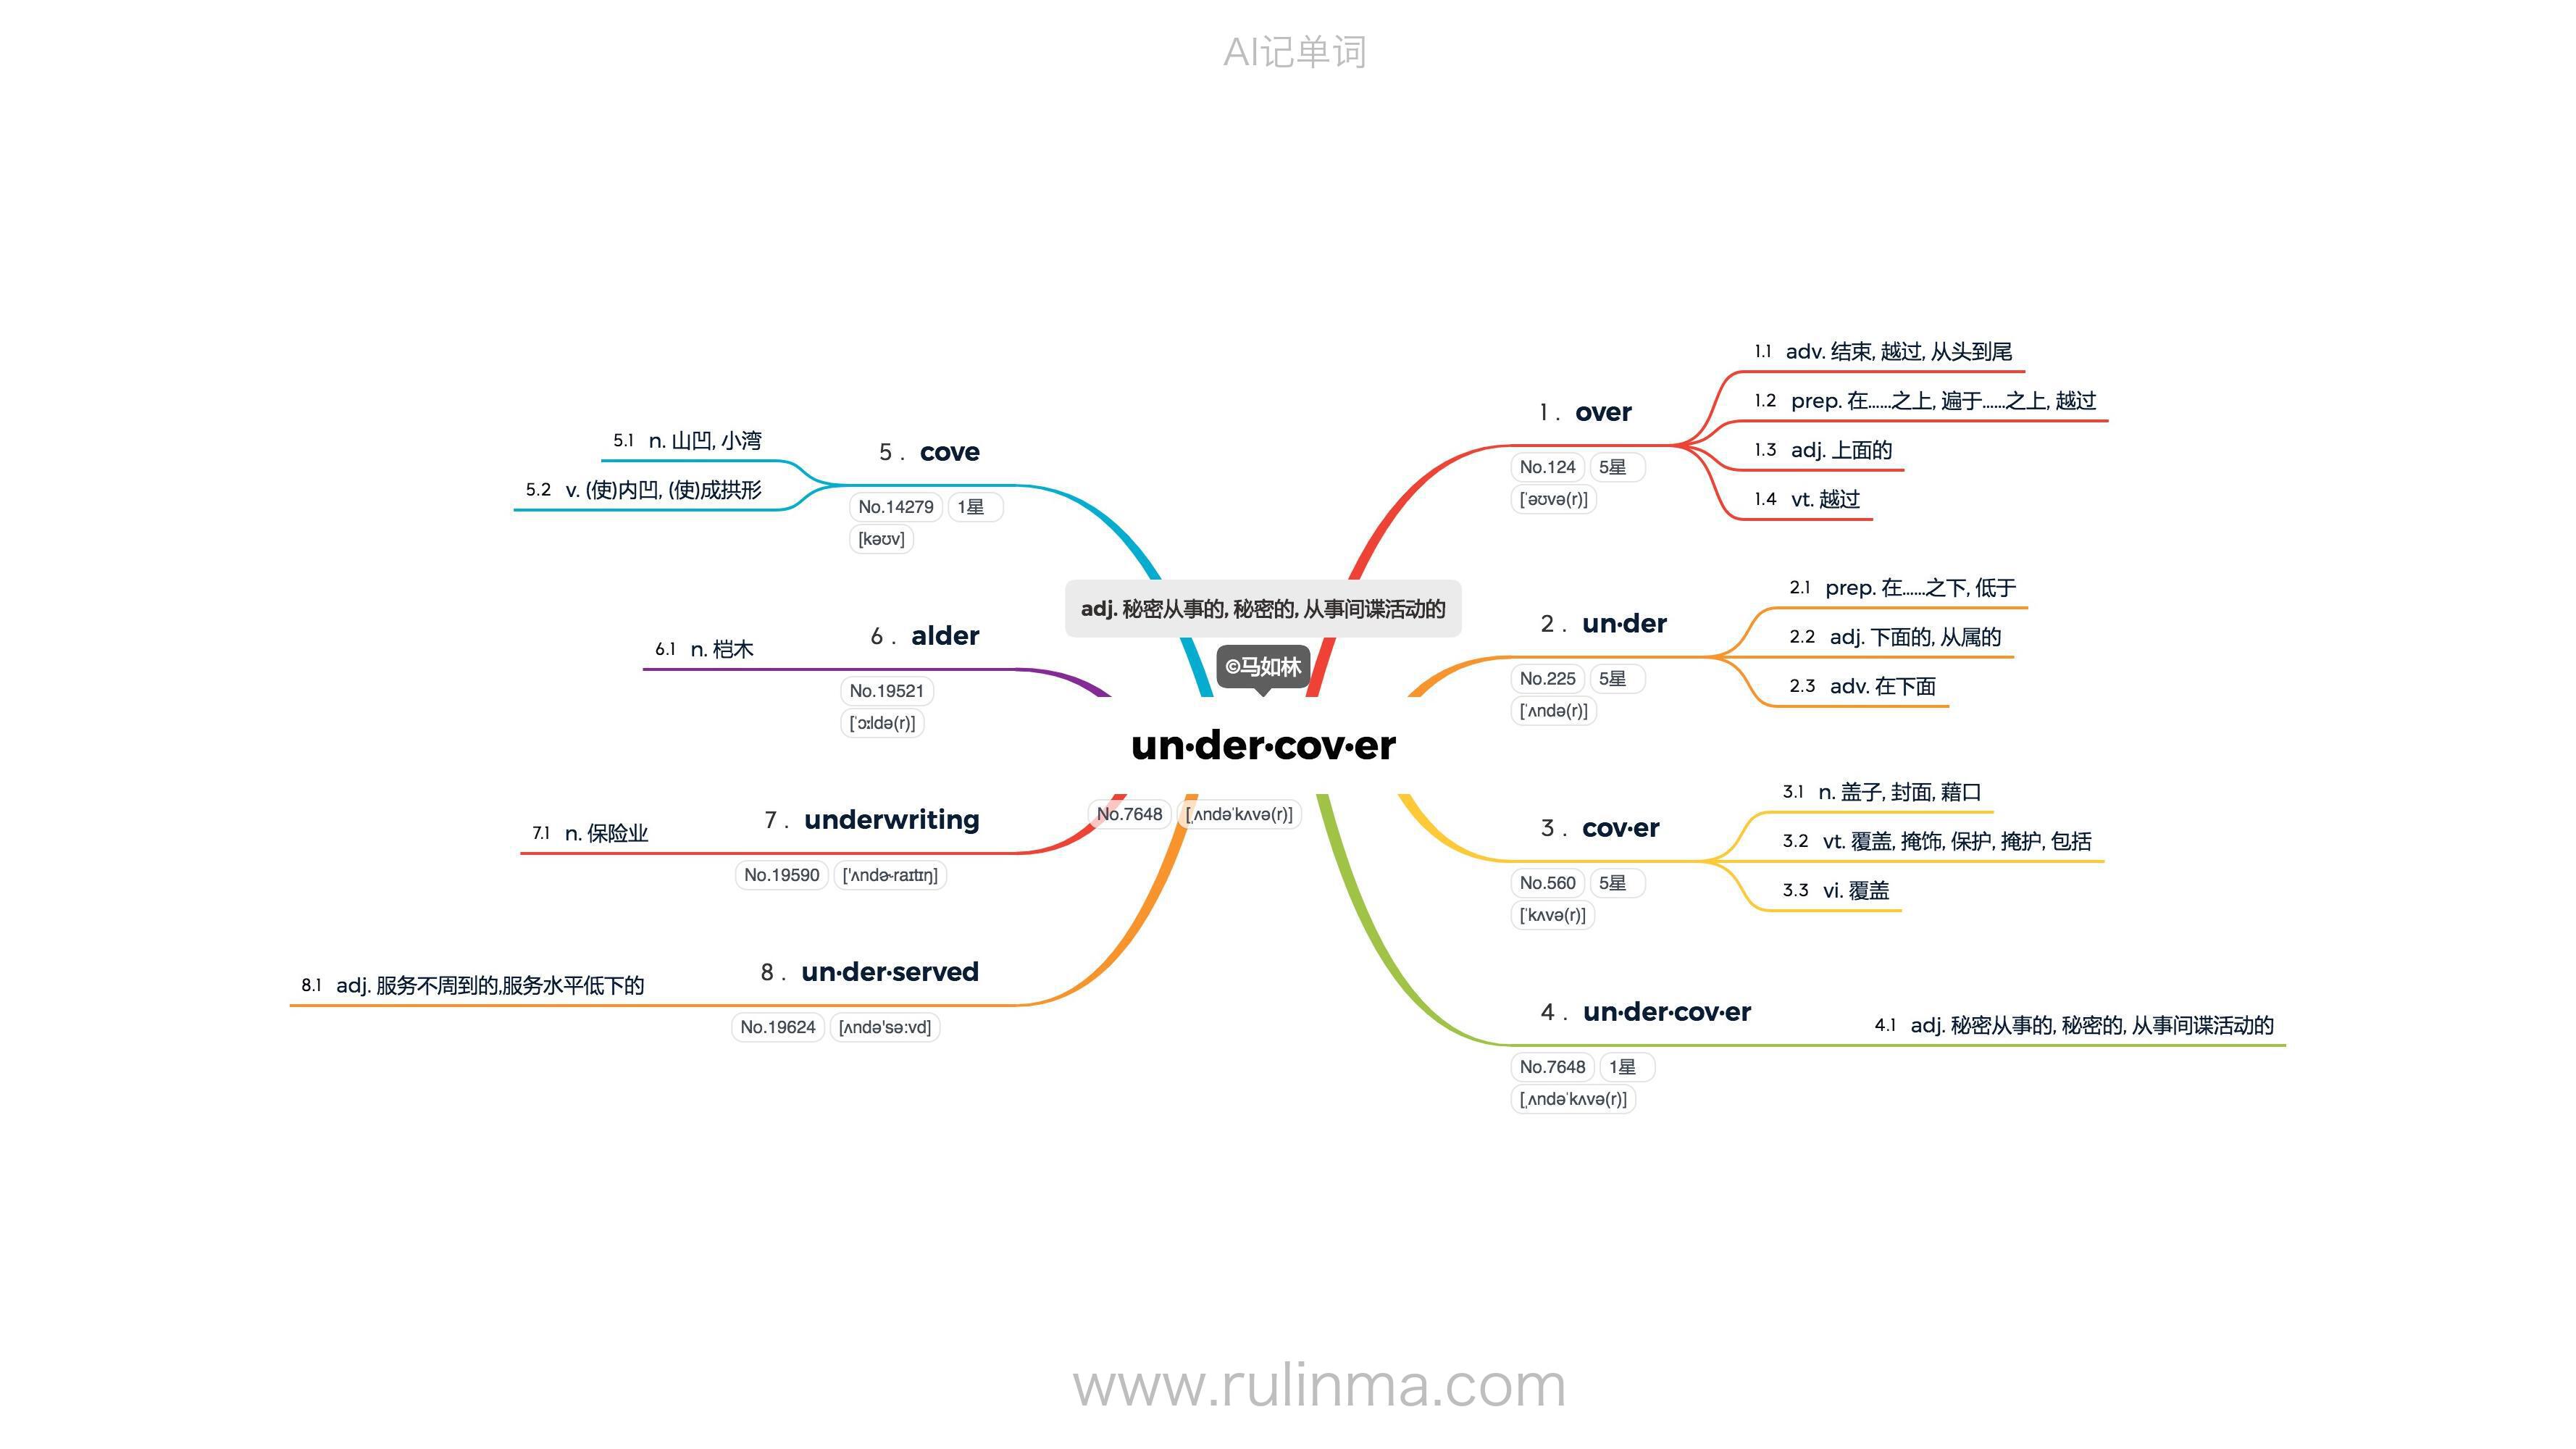 AI记单词
adj. 秘密从事的, 秘密的, 从事间谍活动的
©马如林
un·der·cov·er
No.7648 [ˌʌndəˈkʌvə(r)]
1 . over
No.124 5星
[ˈəʊvə(r)]
1.1 adv. 结束, 越过, 从头到尾
1.2 prep. 在……之上, 遍于……之上, 越过
1.3 adj. 上面的
1.4 vt. 越过
2 . un·der
No.225 5星
[ˈʌndə(r)]
2.1 prep. 在……之下, 低于
2.2 adj. 下面的, 从属的
2.3 adv. 在下面
3 . cov·er
No.560 5星
[ˈkʌvə(r)]
3.1 n. 盖子, 封面, 藉口
3.2 vt. 覆盖, 掩饰, 保护, 掩护, 包括
3.3 vi. 覆盖
4 . un·der·cov·er
No.7648 1星
[ˌʌndəˈkʌvə(r)]
4.1 adj. 秘密从事的, 秘密的, 从事间谍活动的
5 . cove
No.14279 1星
[kəʊv]
5.1 n. 山凹, 小湾
5.2 v. (使)内凹, (使)成拱形
6 . alder
No.19521
[ˈɔːldə(r)]
6.1 n. 桤木
7 . underwriting
No.19590 ['ʌndɚraɪtɪŋ]
7.1 n. 保险业
8 . un·der·served
No.19624 [ʌndə'sə:vd]
8.1 adj. 服务不周到的,服务水平低下的
www.rulinma.com